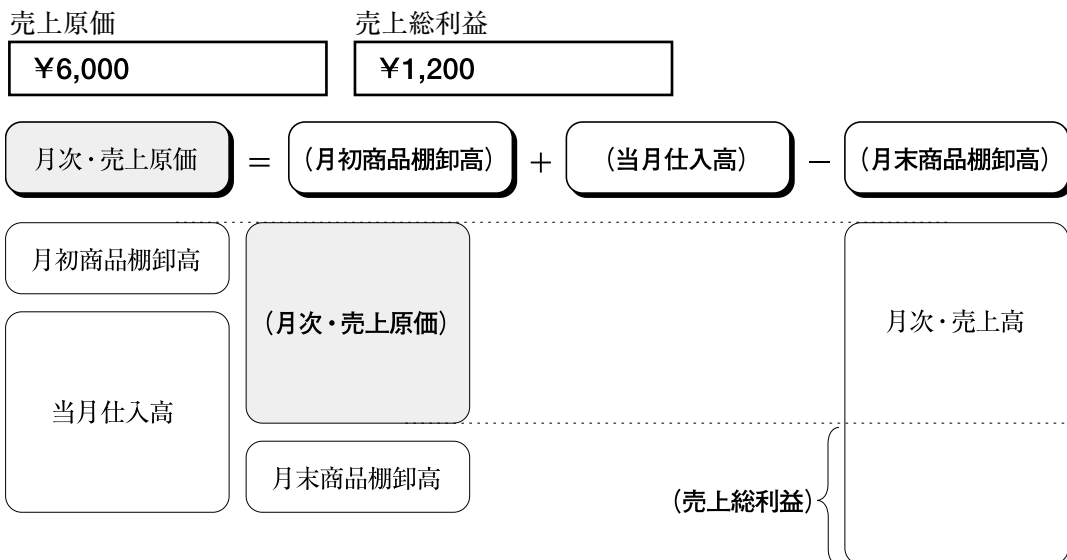 売上原価 売上総利益
¥6,000 ¥1,200
月次・売上原価 = (月初商品棚卸高) + (当月仕入高) − (月末商品棚卸高)
月初商品棚卸高
(月次・売上原価) 月次・売上高
当月仕入高
月末商品棚卸高
(売上総利益)